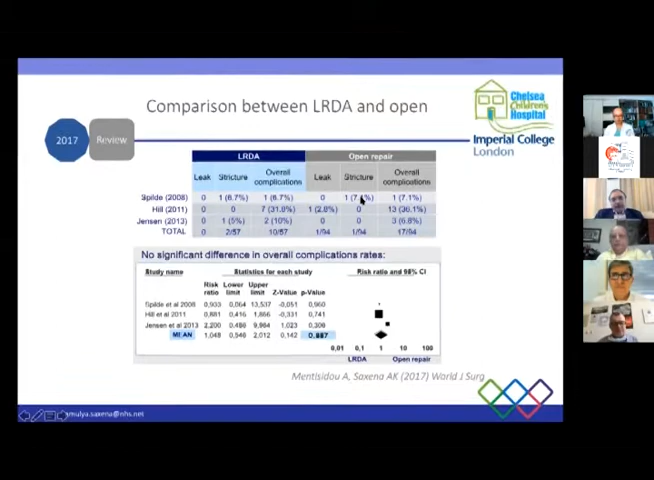 Comparison between LRDA and open
Chelsea
Children's
Hospital
Imperial College
London
2017
Review
LRDA Open repair
Leak Stricture Overall complications Leak Stricture Overall complications
Spilde (2008) 0 1 (6.7%) 1 (6.7%) 0 1 (7.1%) 1 (7.1%)
Hill (2011) 0 0 7 (31.8%) 1 (2.8%) 0 13 (36.1%)
Jensen (2013) 0 1 (5%) 2 (10%) 0 0 3 (6.8%)
TOTAL 0 2/57 10/57 1/94 1/94 17/94
No significant difference in overall complications rates:
Study name Statistics for each study Risk ratio and 95% CI
Risk ratio Lower limit Upper limit Z-Value p-Value
Spilde et al 2008 0,933 0,064 13,537 -0,051 0,960
Hill et al 2011 0,881 0,416 1,866 -0,331 0,741
Jensen et al 2013 2,200 0,486 1,023
MEAN 1,048 0,546 2,012 0,142 0,887
0,01 0,1 1 10 100
LRDA Open repair
Mentisidou A, Saxena AK (2017) World J Surg
amulya.saxena@nhs.net